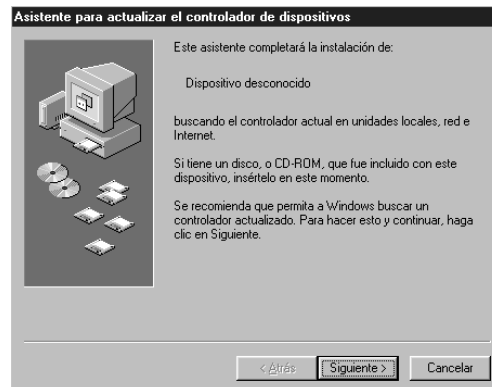 Asistente para actualizar el controlador de dispositivos
Este asistente completará la instalación de:
Dispositivo desconocido
buscando el controlador actual en unidades locales, red e
Internet.
Si tiene un disco, o CD-ROM, que fue incluido con este
dispositivo, insértelo en este momento.
Se recomienda que permita a Windows buscar un
controlador actualizado. Para hacer esto y continuar, haga
clic en Siguiente.
< Atrás
Siguiente >
Cancelar